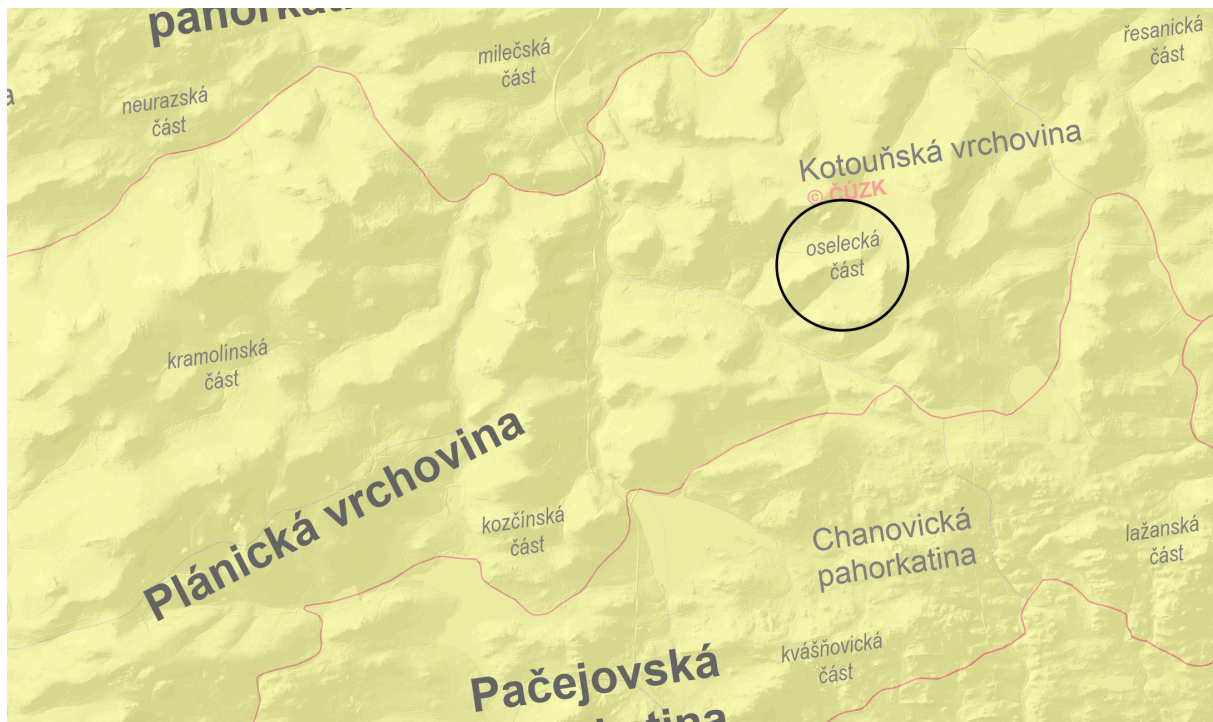 pahorkati
milečská
část
řesanická
část
a
neurazská
část
Kotouňská vrchovina
© ČÚZK
oselecká
část
kramolínská
část
Plánická vrchovina
kozčínská
část
Chanovická
pahorkatina
lažanská
část
kvášňovická
část
Pačejovská